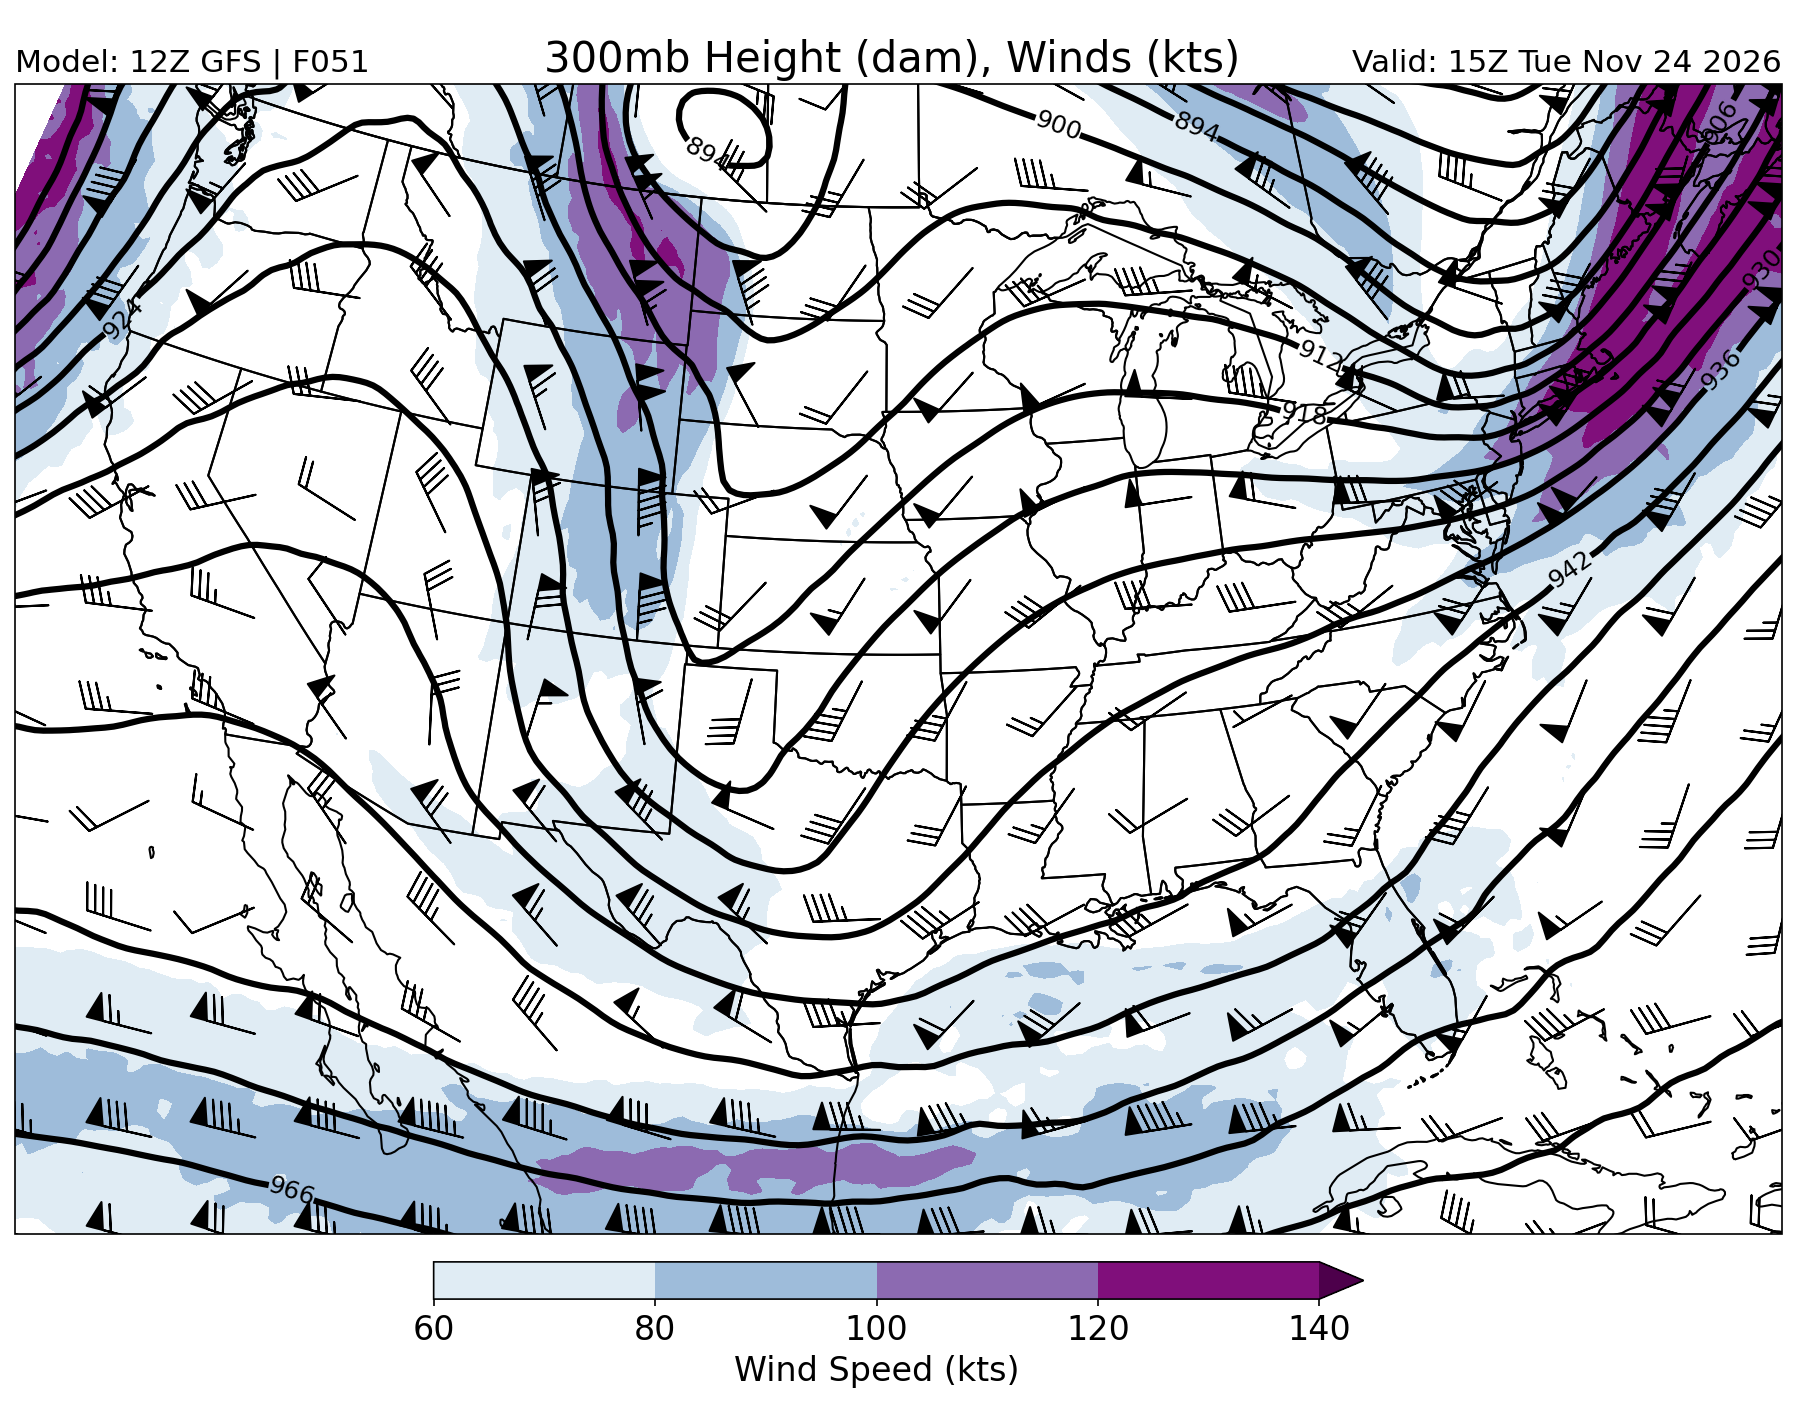 Model: 12Z GFS | F051
300mb Height (dam), Winds (kts)
Valid: 15Z Tue Nov 24 2026
900
894
906
894
930
924
912
936
918
942
966
60 80 100 120 140
Wind Speed (kts)